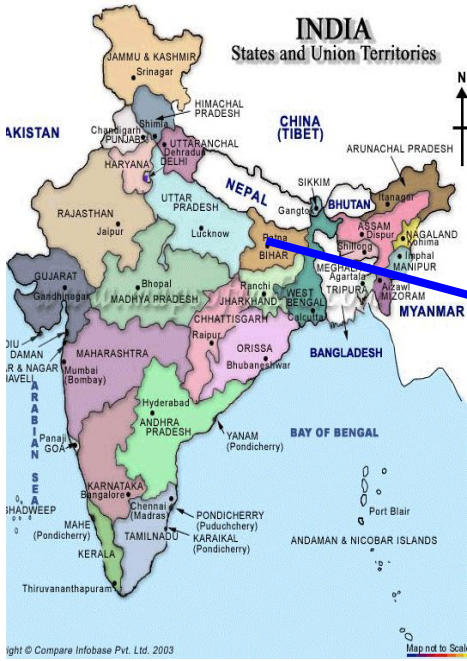 INDIA
States and Union Territories
JAMMU & KASHMIR
Srinagar
N
HIMACHAL
PRADESH
Shimla
CHINA
(TIBET)
AKISTAN
Chandigarh
PUNJAB
UTTARANCHAL
Dehradun
ARUNACHAL PRADESH
HARYANA
DELHI
NEPAL
SIKKIM
BHUTAN
Itanagar
UTTAR
PRADESH
Gangtok
RAJASTHAN
Jaipur
Lucknow
ASSAM
Dispur
NAGALAND
Kohima
Patna
BIHAR
Shillong
Imphal
MANIPUR
GUJARAT
Gandhinagar
Bhopal
MADHYA PRADESH
Ranchi
JHARKHAND
WEST
BENGAL
Calcutta
Agartala
TRIPURA
Aizawl
MIZORAM
MYANMAR
CHHATTISGARH
Raipur
DAMAN
AR & NAGAR
HAVELI
MAHARASHTRA
Mumbai
(Bombay)
ORISSA
Bhubaneshwar
BANGLADESH
Hyderabad
ANDHRA
PRADESH
ARABIAN SEA
YANAM
(Pondicherry)
BAY OF BENGAL
Panaji
GOA
KARNATAKA
Bangalore
Chennai
(Madras)
PONDICHERRY
(Puduchchery)
Port Blair
SHADWEEP
MAHE
(Pondicherry)
TAMILNADU
KARAIKAL
(Pondicherry)
ANDAMAN & NICOBAR ISLANDS
KERALA
Thiruvananthapuram
ight © Compare Infobase Pvt. Ltd. 2003
Map not to Scale